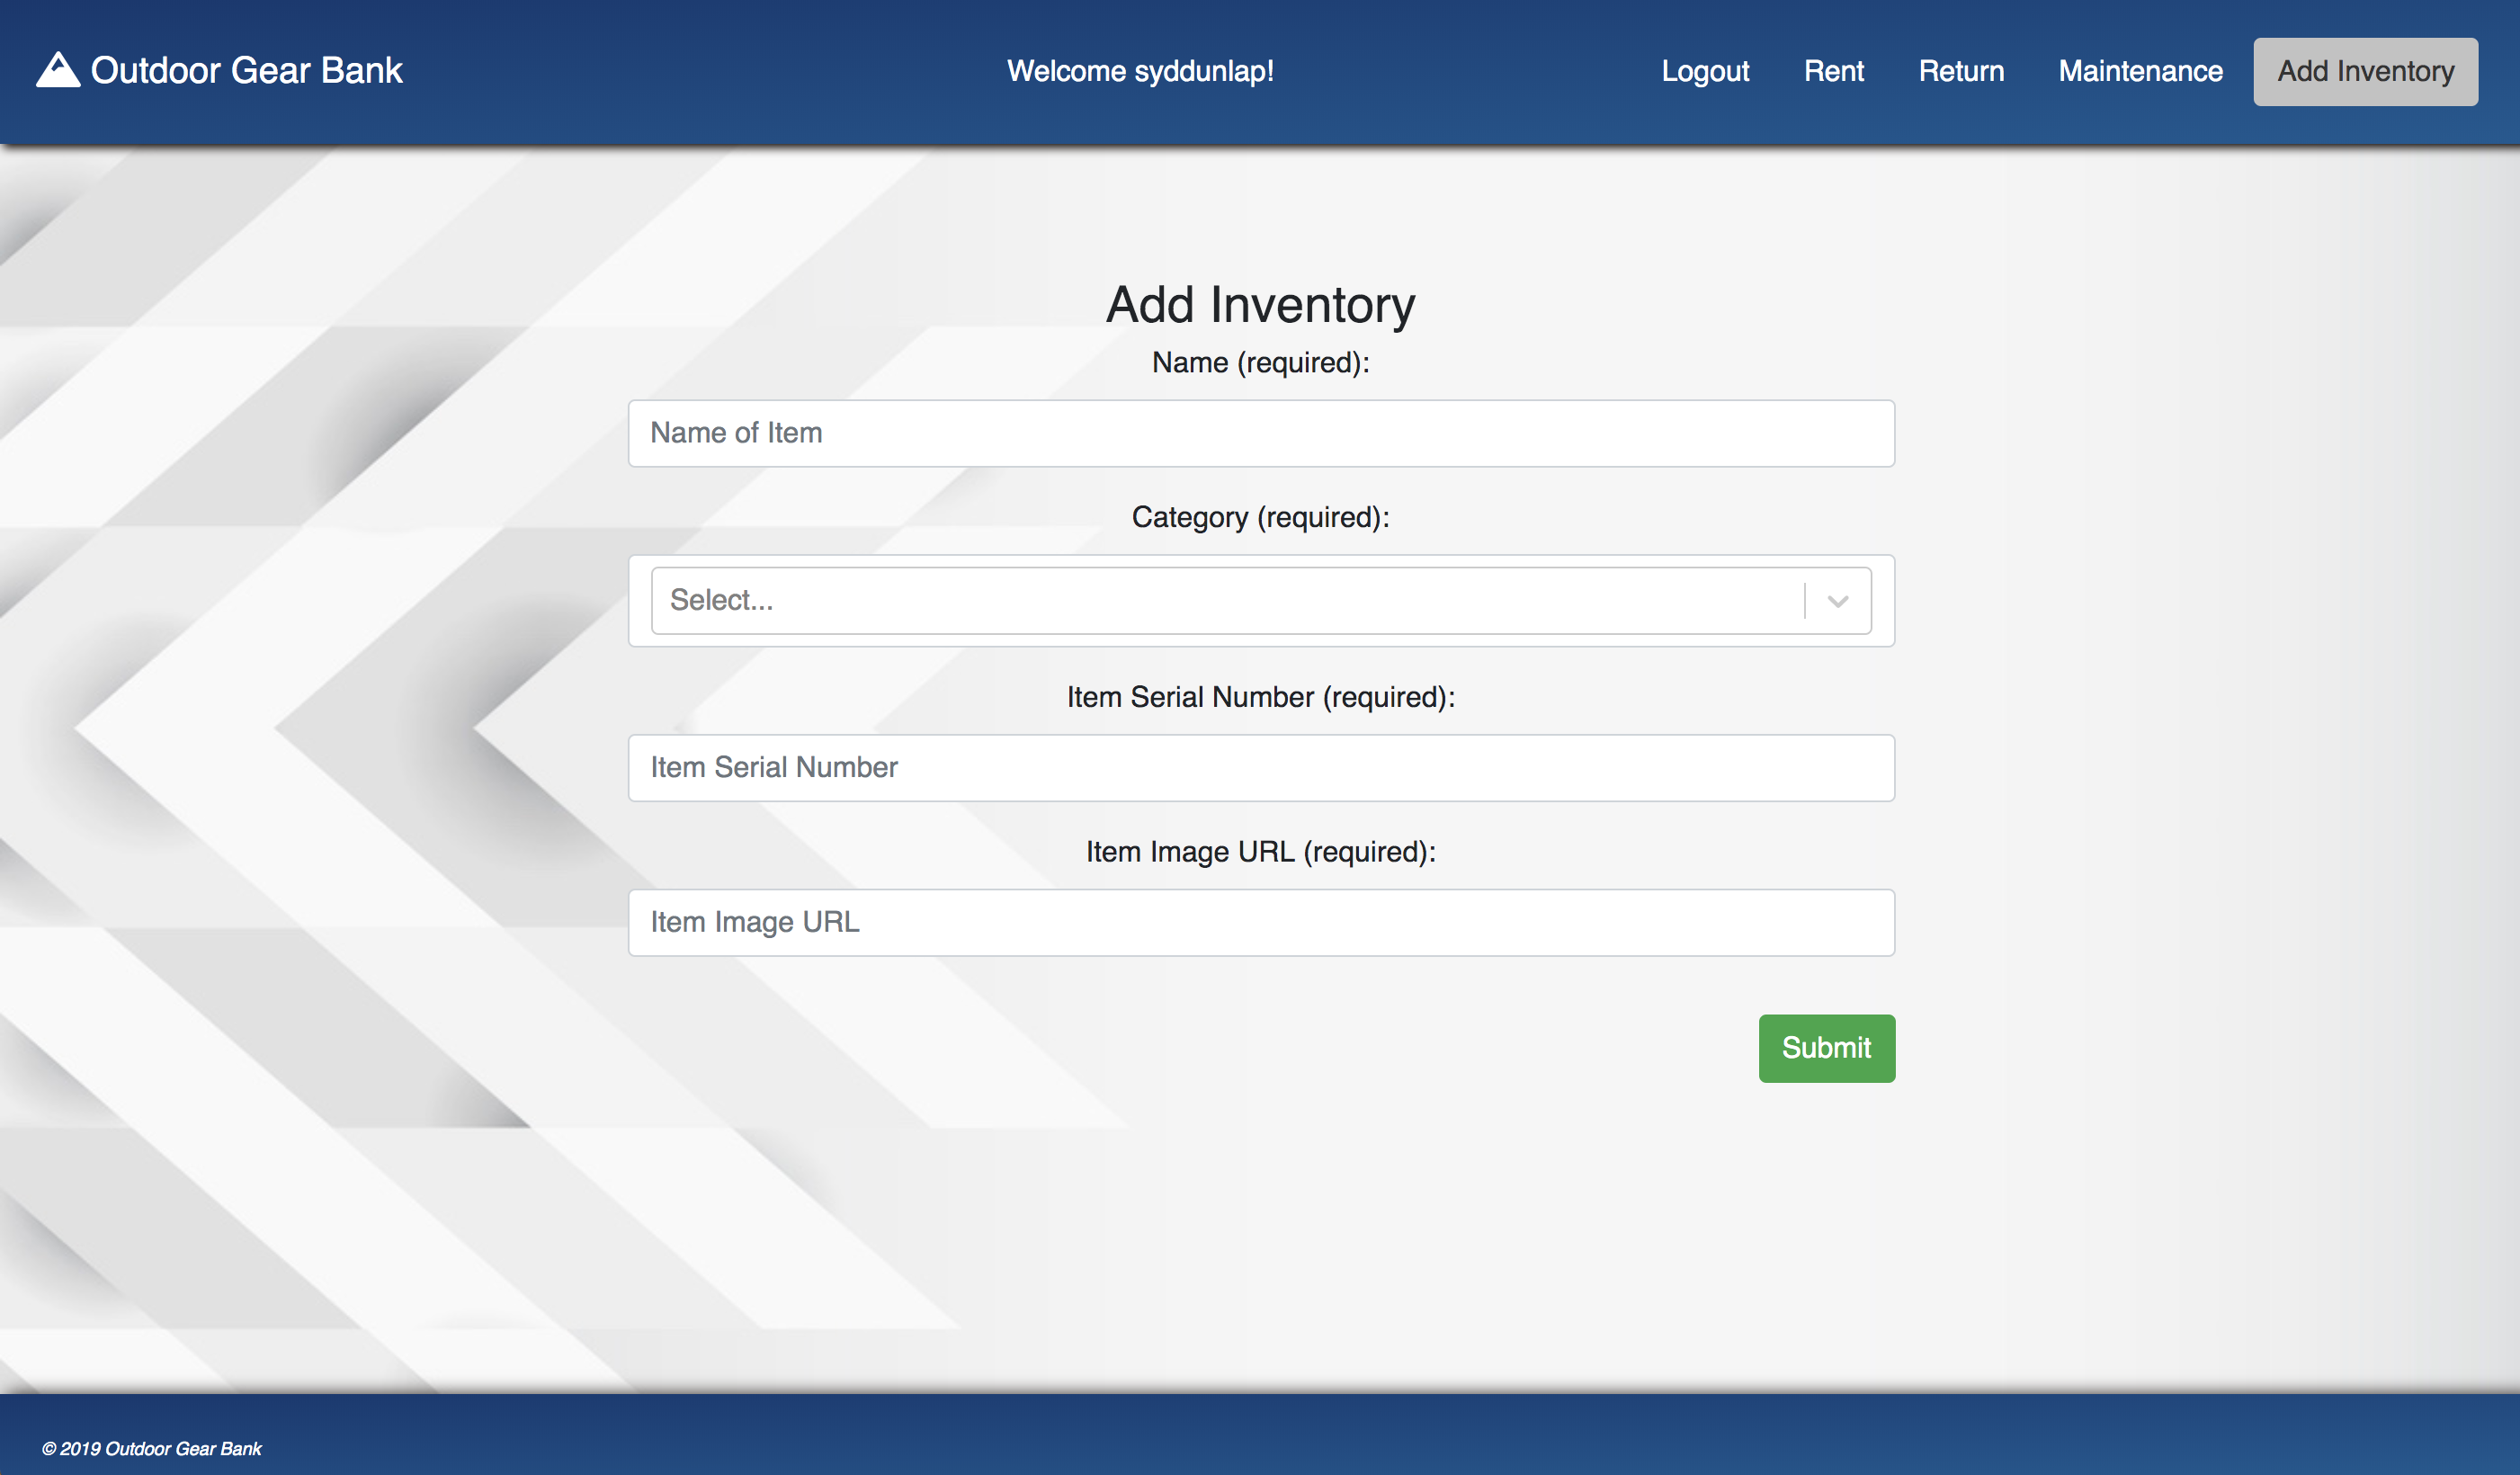 Outdoor Gear Bank
Welcome syddunlap!
Logout
Rent
Return
Maintenance
Add Inventory
Add Inventory
Name (required):
Name of Item
Category (required):
Select...
Item Serial Number (required):
Item Serial Number
Item Image URL (required):
Item Image URL
Submit
© 2019 Outdoor Gear Bank